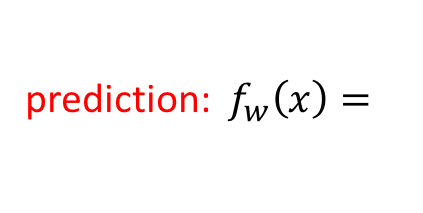 prediction: f_w(x) =